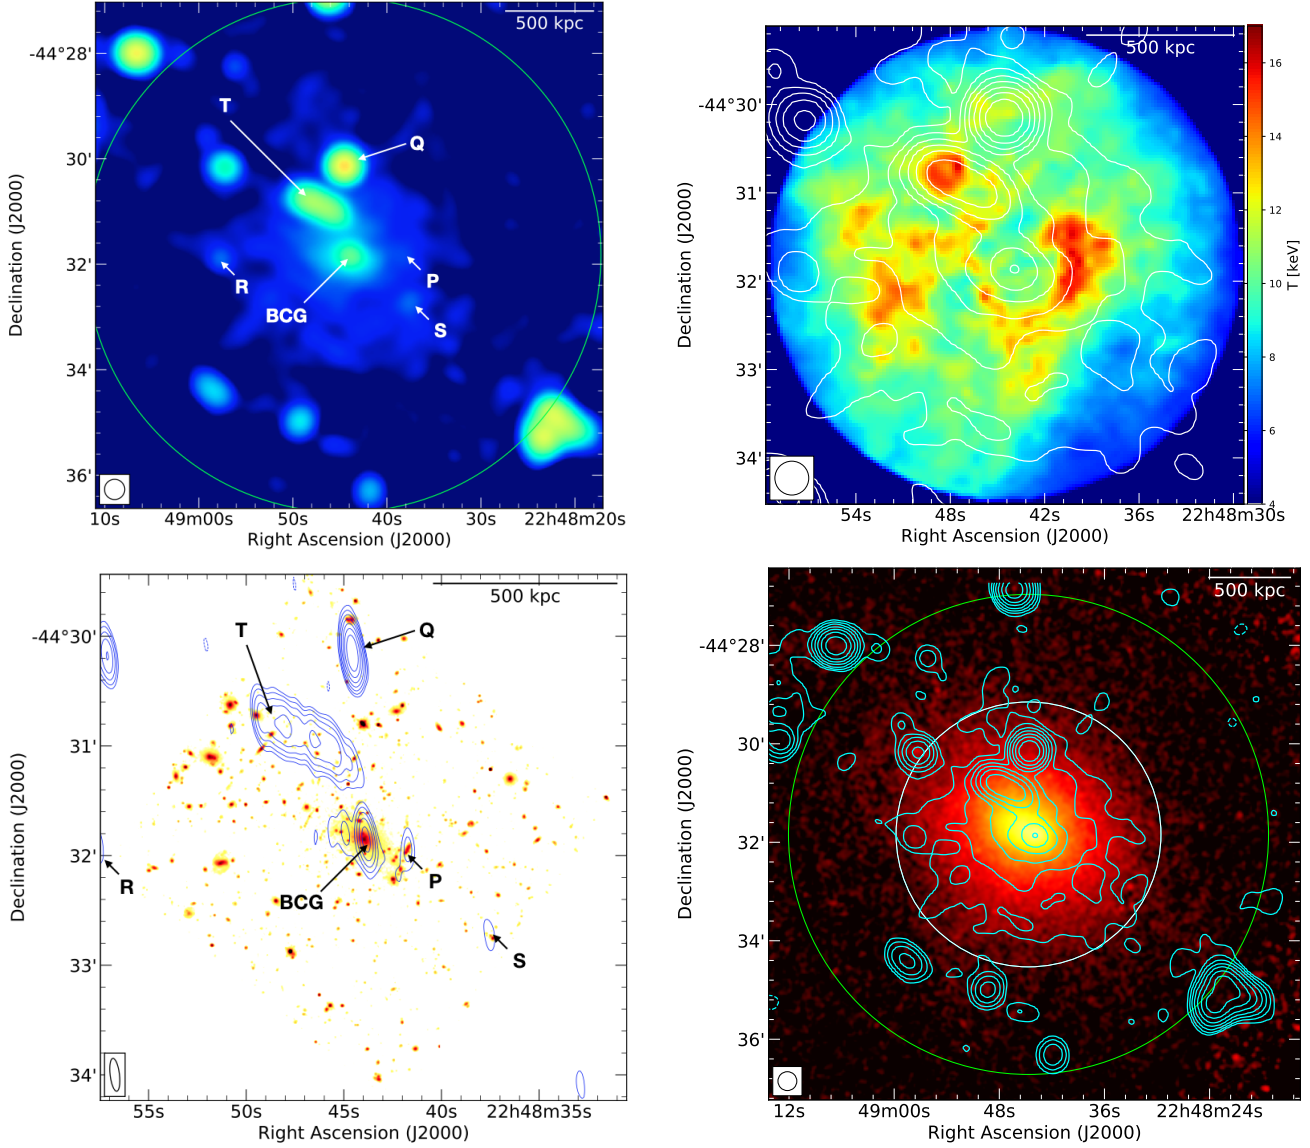 500 kpc
-44°28'
30'
32'
34'
36'
Declination (J2000)
T
Q
R
P
BCG
S
10s 49m00s 50s 40s 30s 22h48m20s
Right Ascension (J2000)
500 kpc
-44°30'
31'
32'
33'
34'
Declination (J2000)
54s 48s 42s 36s 22h48m30s
Right Ascension (J2000)
16
14
12
10
8
6
4
T [keV]
500 kpc
-44°30'
31'
32'
33'
34'
Declination (J2000)
T
Q
R
BCG
P
S
55s 50s 45s 40s 22h48m35s
Right Ascension (J2000)
500 kpc
-44°28'
30'
32'
34'
36'
Declination (J2000)
12s 49m00s 48s 36s 22h48m24s
Right Ascension (J2000)